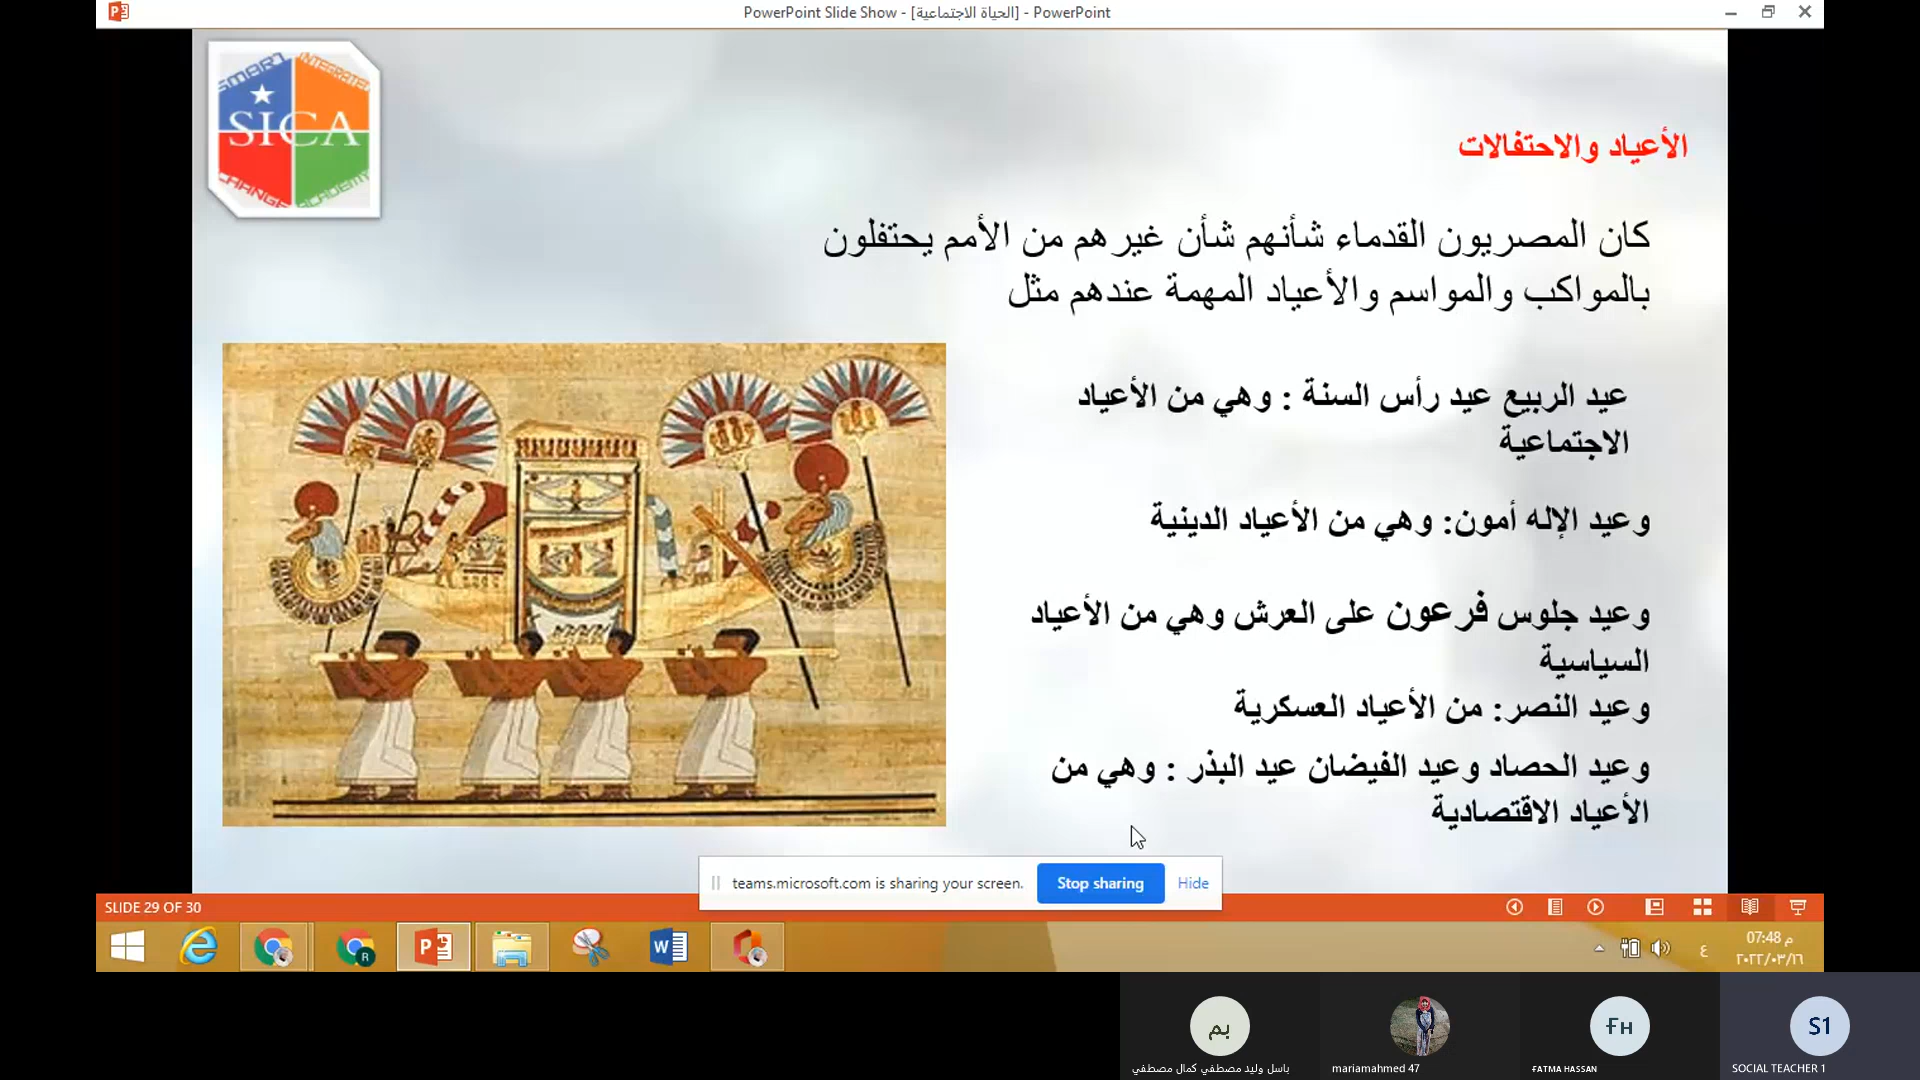 PowerPoint Slide Show - [الحياة الاجتماعية] - PowerPoint
SMART INTEGRATED
SICA
CHANGE ACADEMY
الأعياد والاحتفالات
كان المصريون القدماء شأنهم شأن غيرهم من الأمم يحتفلون
بالمواكب والمواسم والأعياد المهمة عندهم مثل
عيد الربيع عيد رأس السنة : وهي من الأعياد
الاجتماعية
وعيد الإله أمون: وهي من الأعياد الدينية
وعيد جلوس فرعون على العرش وهي من الأعياد
السياسية
وعيد النصر: من الأعياد العسكرية
وعيد الحصاد وعيد الفيضان عيد البذر : وهي من
الأعياد الاقتصادية
teams.microsoft.com is sharing your screen.
Stop sharing
Hide
SLIDE 29 OF 30
ع
07:48 م
٢٠٢٢/٠٣/١٦
بم
FH
S1
باسل وليد مصطفي كمال مصطفي
mariamahmed 47
FATMA HASSAN
SOCIAL TEACHER 1